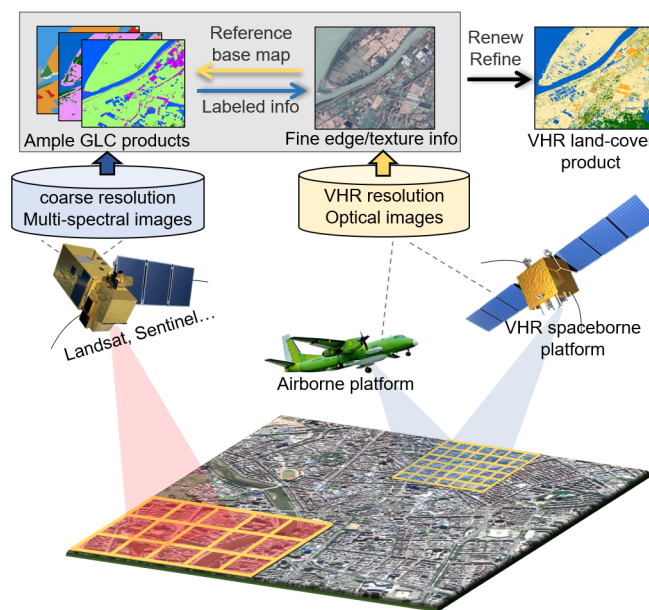 Reference
base map
Labeled info
Renew
Refine
Ample GLC products
Fine edge/texture info
VHR land-cover
product
coarse resolution
Multi-spectral images
VHR resolution
Optical images
Landsat, Sentinel…
Airborne platform
VHR spaceborne
platform